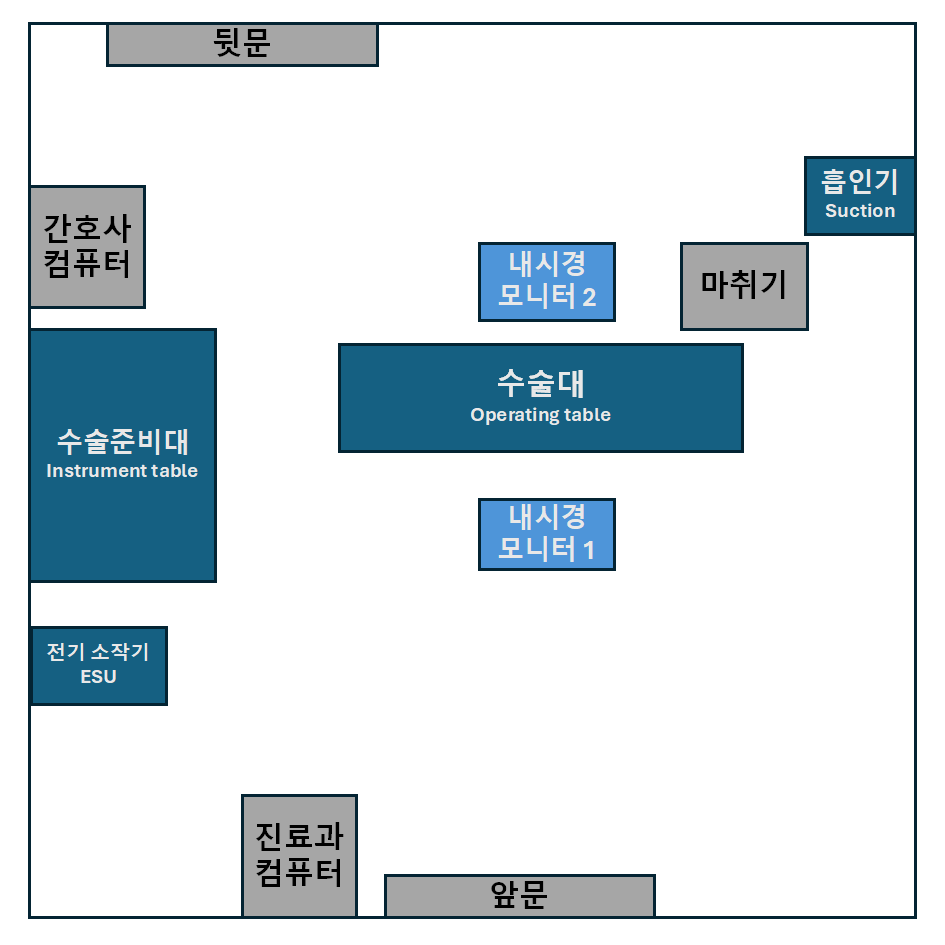 뒷문
흡인기
Suction
간호사
컴퓨터
내시경
모니터 2
마취기
수술대
Operating table
수술준비대
Instrument table
내시경
모니터 1
전기 소작기
ESU
진료과
컴퓨터
앞문